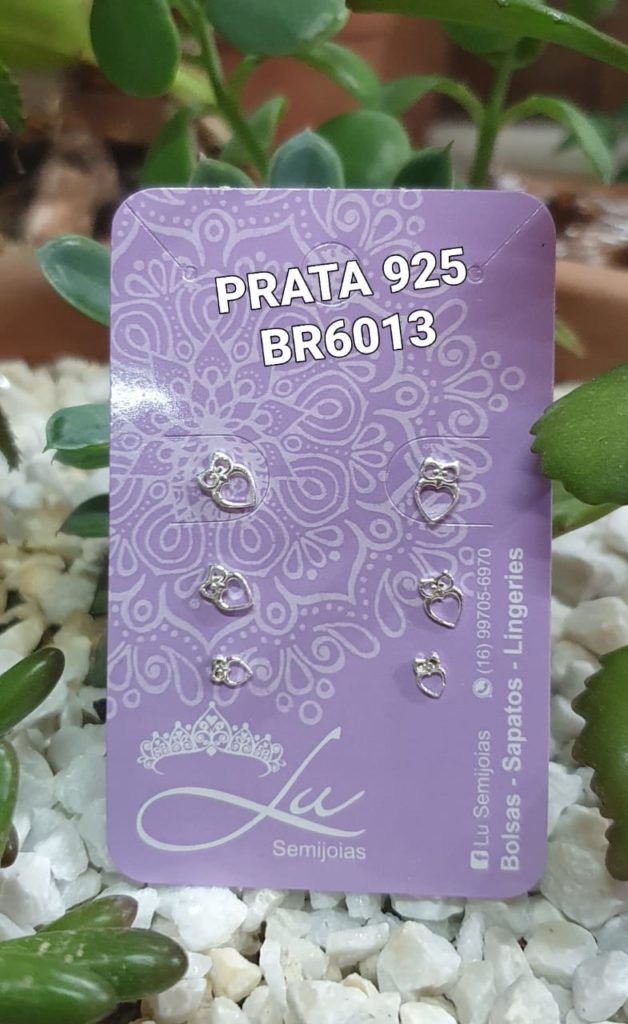 PRATA 925
BR6013
Lu
Semijoias
Lu Semijoias (16) 99705-6970
Bolsas - Sapatos - Lingeries